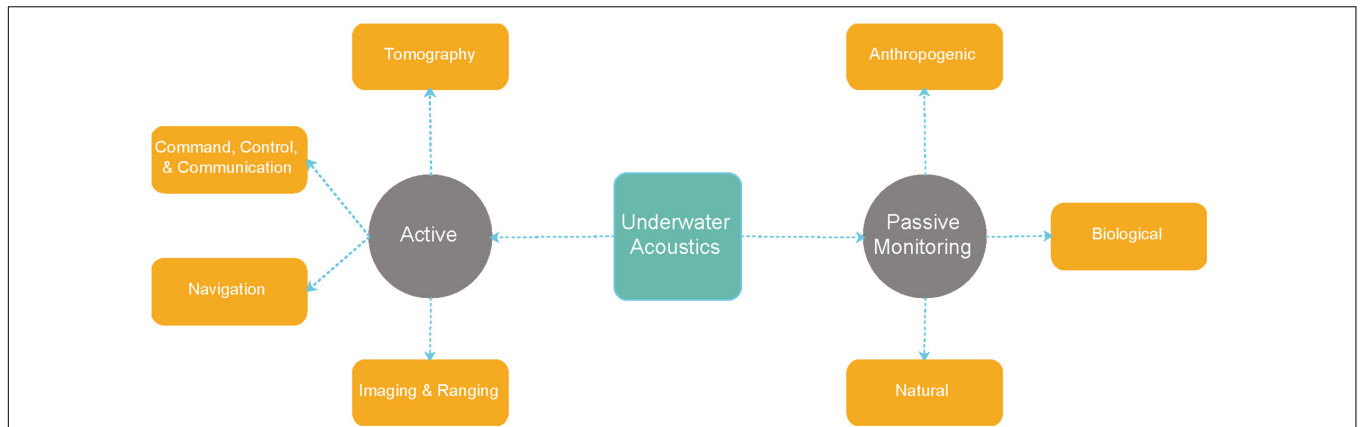 Tomography
Anthropogenic
Command, Control,
& Communication
Underwater
Acoustics
Active
Passive
Monitoring
Biological
Navigation
Imaging & Ranging
Natural